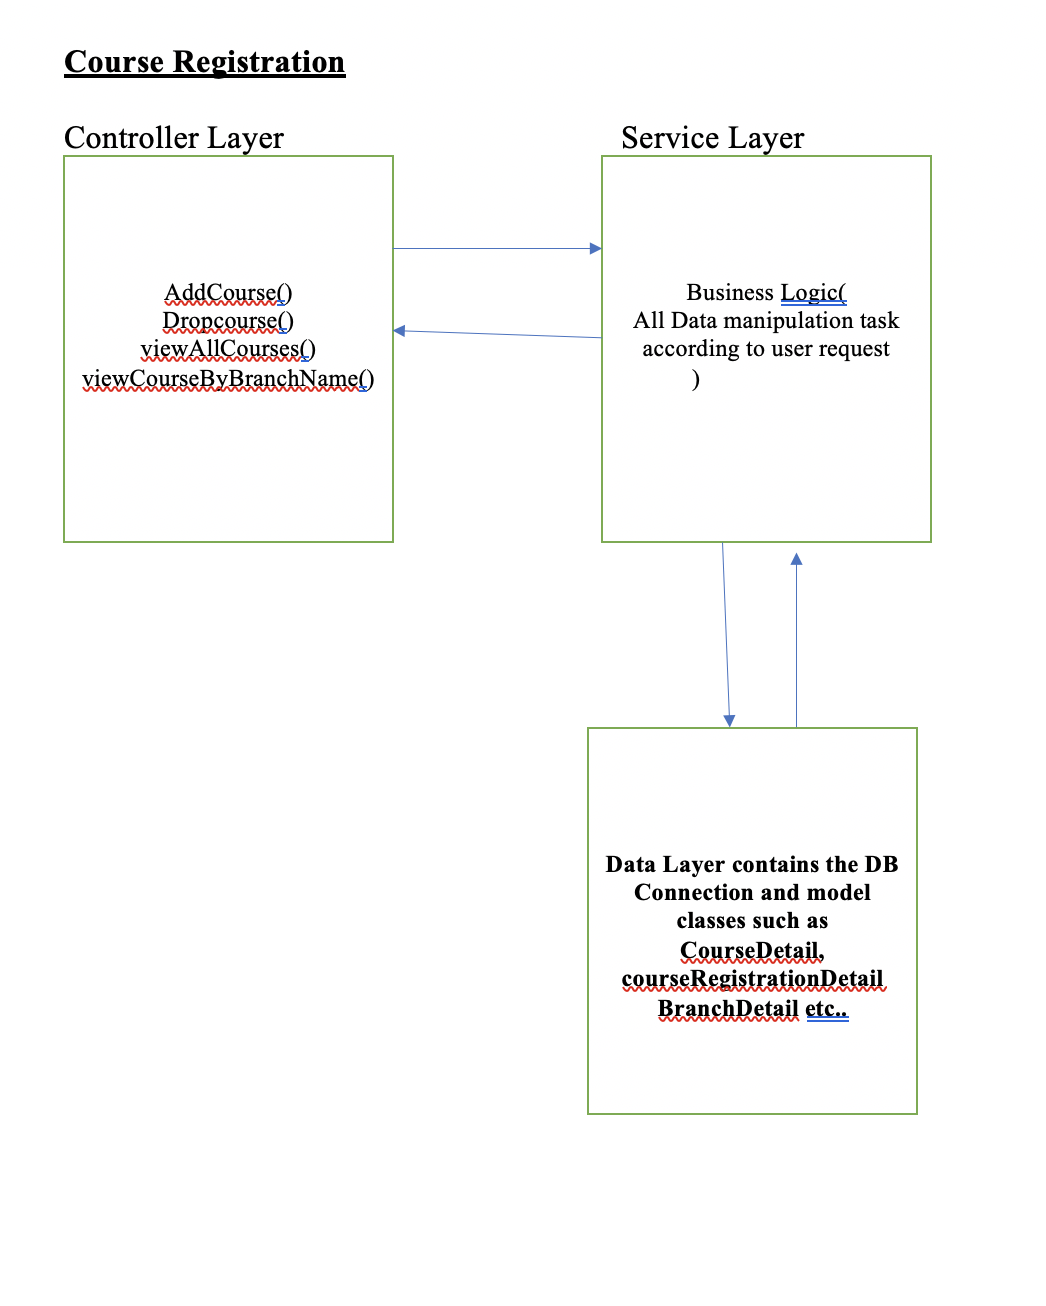 Course Registration
Controller Layer
Service Layer
AddCourse()
Dropcourse()
viewAllCourses()
viewCourseByBranchName()
Business Logic(
All Data manipulation task
according to user request
)
Data Layer contains the DB
Connection and model
classes such as
CourseDetail,
courseRegistrationDetail
BranchDetail etc..